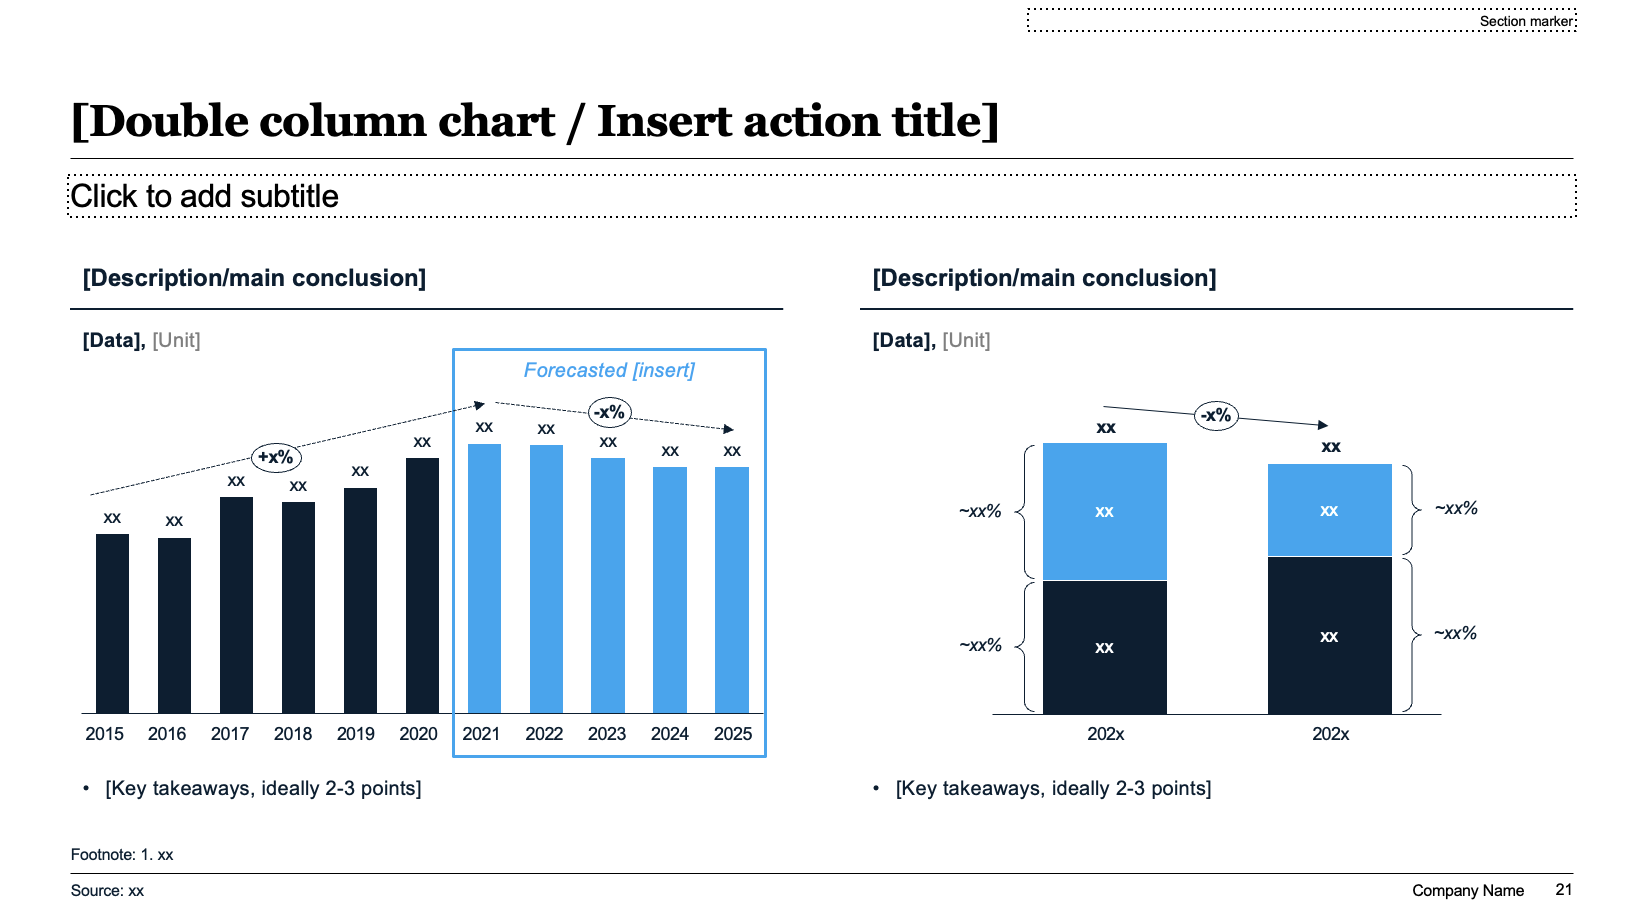 Section marker
[Double column chart / Insert action title]
Click to add subtitle
[Description/main conclusion]
[Data], [Unit]
Forecasted [insert]
+x%
-x%
xx xx xx xx xx xx xx xx xx xx xx
2015 2016 2017 2018 2019 2020 2021 2022 2023 2024 2025
• [Key takeaways, ideally 2-3 points]
[Description/main conclusion]
[Data], [Unit]
-x%
xx
xx
~xx% xx xx ~xx%
~xx% xx xx ~xx%
202x 202x
• [Key takeaways, ideally 2-3 points]
Footnote: 1. xx
Source: xx
Company Name 21